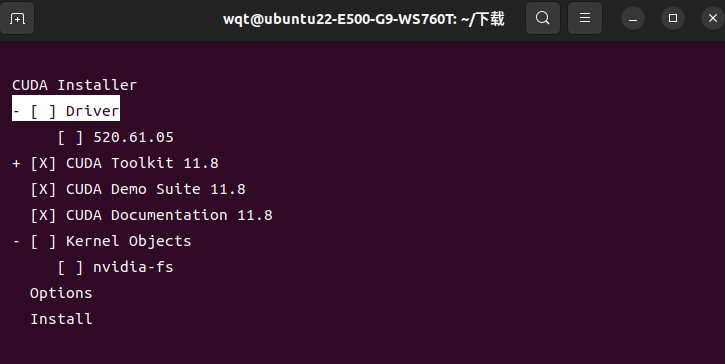 wqt@ubuntu22-E500-G9-WS760T: ~/下载
CUDA Installer
- [ ] Driver
[ ] 520.61.05
+ [X] CUDA Toolkit 11.8
[X] CUDA Demo Suite 11.8
[X] CUDA Documentation 11.8
- [ ] Kernel Objects
[ ] nvidia-fs
Options
Install